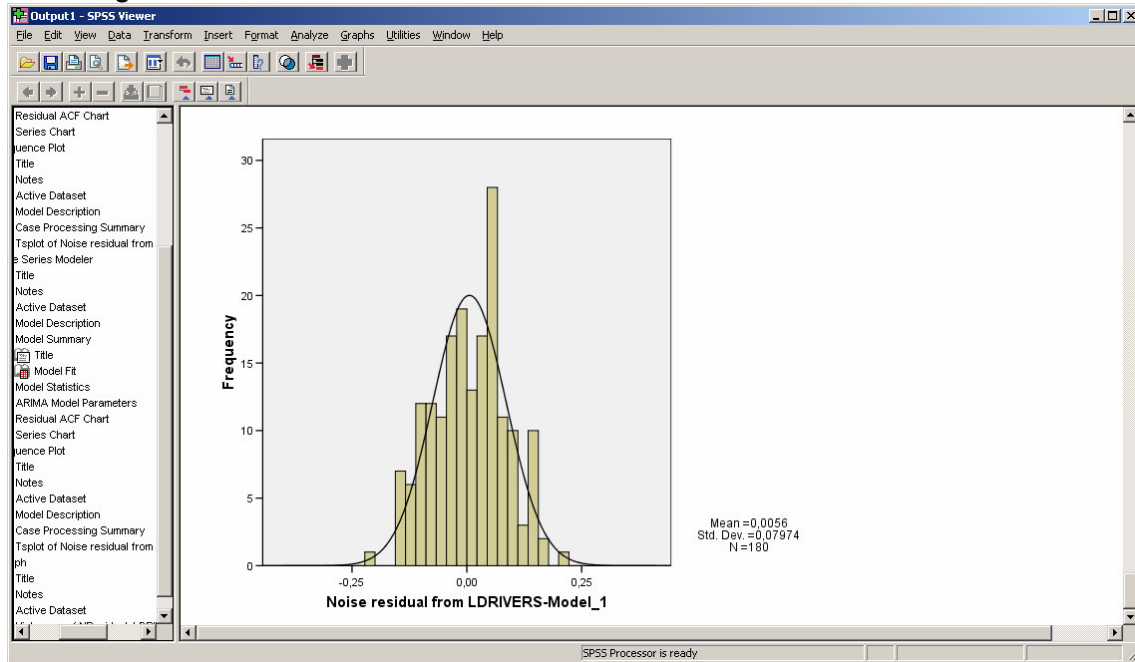 Output1 - SPSS Viewer
File Edit View Data Transform Insert Format Analyze Graphs Utilities Window Help
Residual ACF Chart
Series Chart
uence Plot
Title
Notes
Active Dataset
Model Description
Case Processing Summary
Tsplot of Noise residual from
e Series Modeler
Title
Notes
Active Dataset
Model Description
Model Summary
Title
Model Fit
Model Statistics
ARIMA Model Parameters
Residual ACF Chart
Series Chart
uence Plot
Title
Notes
Active Dataset
Model Description
Case Processing Summary
Tsplot of Noise residual from
ph
Title
Notes
Active Dataset
30
25
20
15
10
5
0
Frequency
-0,25 0,00 0,25
Noise residual from LDRIVERS-Model_1
Mean =0,0056
Std. Dev. =0,07974
N =180
SPSS Processor is ready